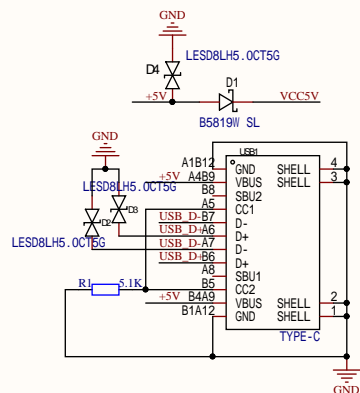 GND
LESD8LH5.0CT5G
D4
D1
+5V
VCC5V
B5819W SL
GND
USB1
A1B12 GND SHELL 4
+5V A4B9 VBUS SHELL 3
LESD8LH5.0CT5G
B8 SBU2
A5 CC1
D3
D2
USB_D- B7 D-
USB_D+ A6 D+
LESD8LH5.0CT5G
USB_D- A7 D-
USB_D+ B6 D+
A8 SBU1
R1 5.1K B5 CC2
+5V B4A9 VBUS SHELL 2
B1A12 GND SHELL 1
TYPE-C
GND